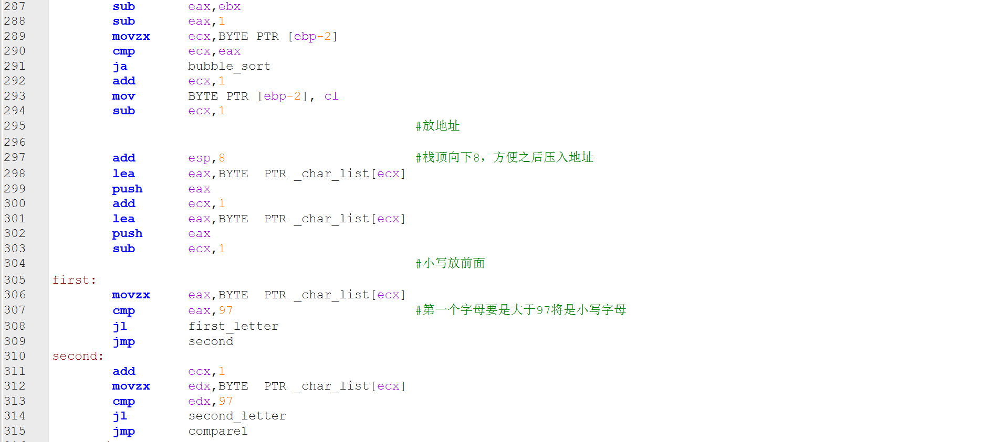 287 sub eax,ebx
288 sub eax,1
289 movzx ecx,BYTE PTR [ebp-2]
290 cmp ecx,eax
291 ja bubble_sort
292 add ecx,1
293 mov BYTE PTR [ebp-2], cl
294 sub ecx,1
295 #放地址
296
297 add esp,8 #栈顶向下8，方便之后压入地址
298 lea eax,BYTE  PTR _char_list[ecx]
299 push eax
300 add ecx,1
301 lea eax,BYTE  PTR _char_list[ecx]
302 push eax
303 sub ecx,1
304 #小写放前面
305 first:
306 movzx eax,BYTE  PTR _char_list[ecx]
307 cmp eax,97 #第一个字母要是大于97将是小写字母
308 jl first_letter
309 jmp second
310 second:
311 add ecx,1
312 movzx edx,BYTE  PTR _char_list[ecx]
313 cmp edx,97
314 jl second_letter
315 jmp compare1